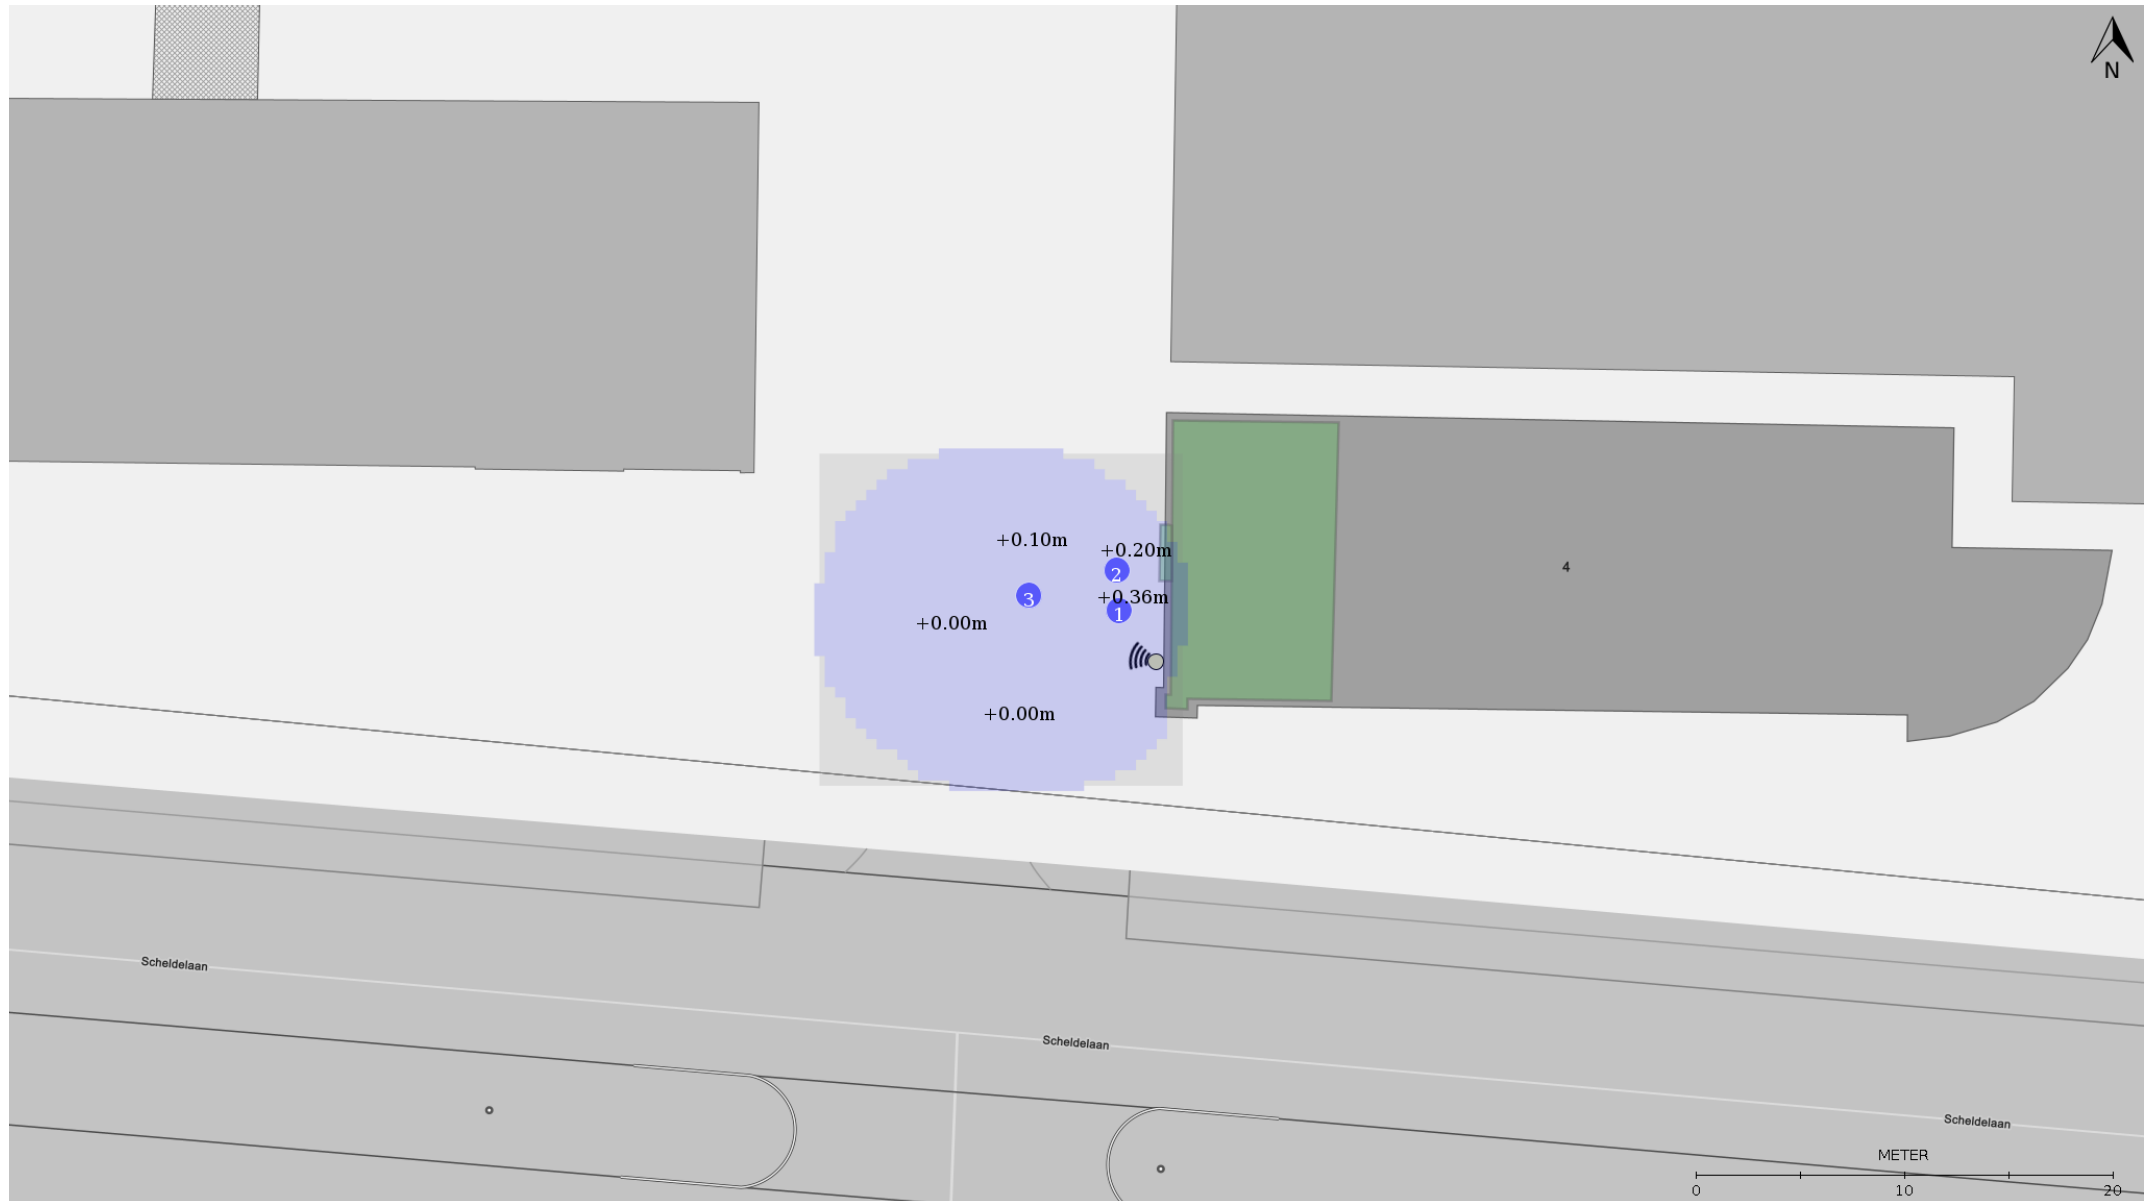 N
+0.10m
+0.20m
2
4
+0.36m
3
1
+0.00m
+0.00m
Scheldelaan
Scheldelaan
Scheldelaan
METER
0 10 20